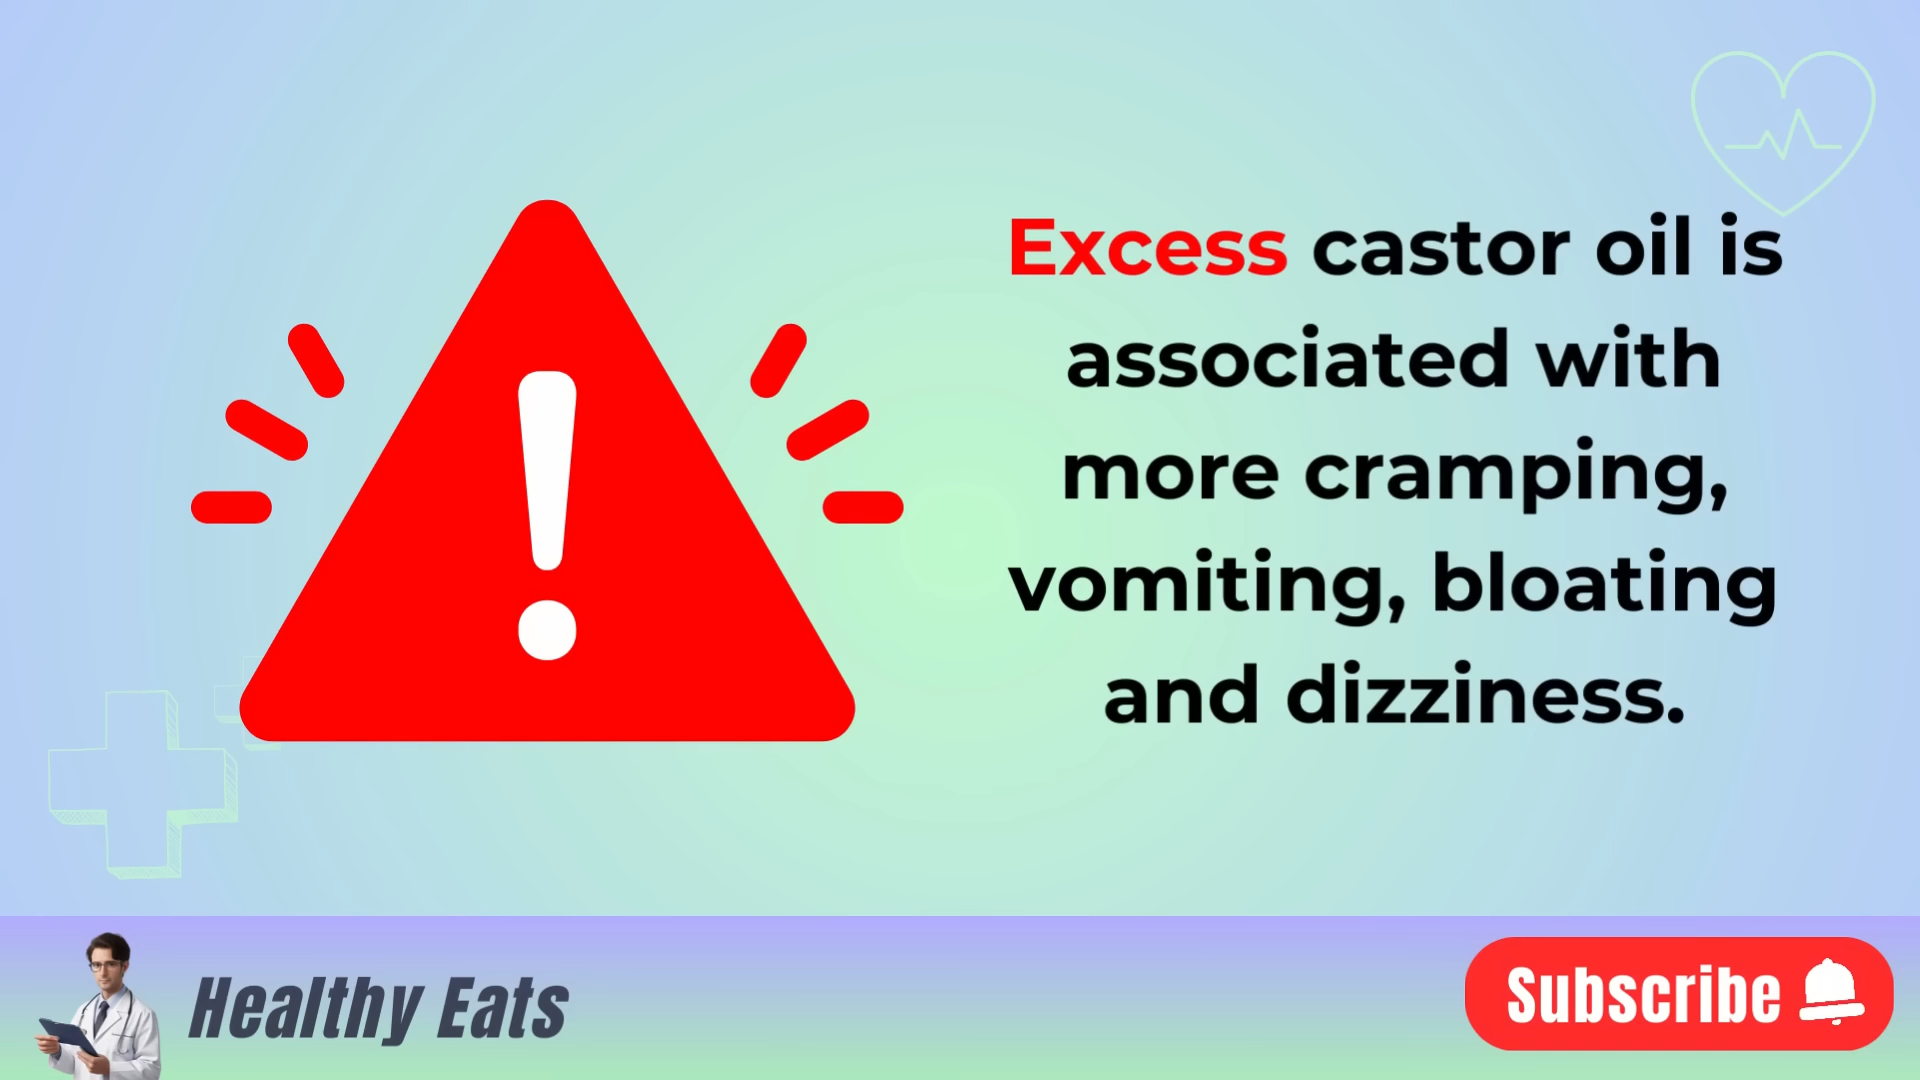 Excess castor oil is
associated with
more cramping,
vomiting, bloating
and dizziness.
Healthy Eats
Subscribe